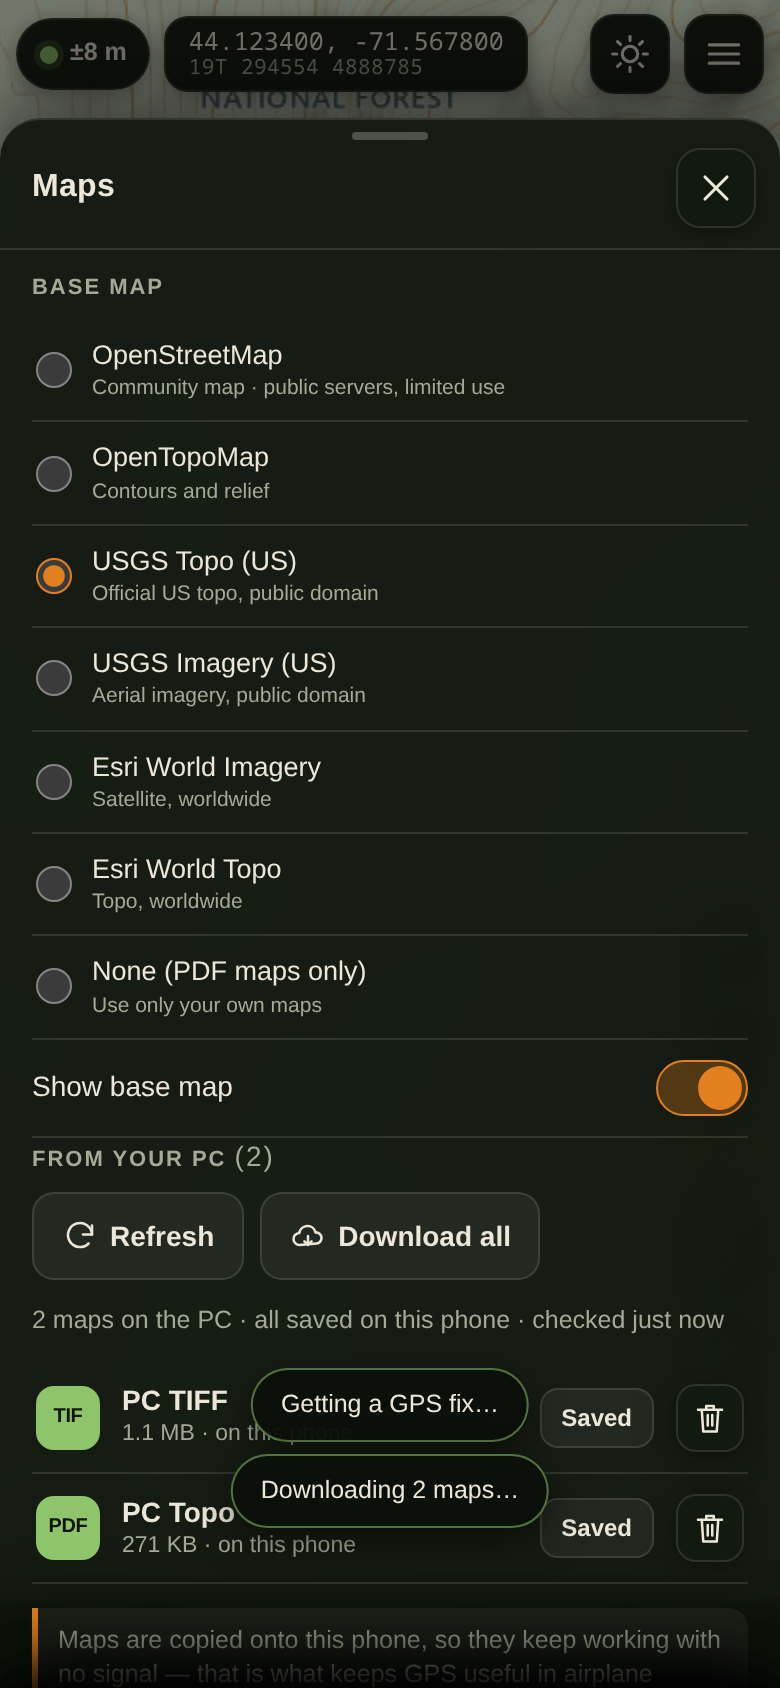 ±8 m
44.123400, -71.567800
19T 294554 4888785
NATIONAL FOREST
Maps
BASE MAP
OpenStreetMap
Community map · public servers, limited use
OpenTopoMap
Contours and relief
USGS Topo (US)
Official US topo, public domain
USGS Imagery (US)
Aerial imagery, public domain
Esri World Imagery
Satellite, worldwide
Esri World Topo
Topo, worldwide
None (PDF maps only)
Use only your own maps
Show base map
FROM YOUR PC (2)
Refresh
Download all
2 maps on the PC · all saved on this phone · checked just now
TIF
PC TIFF
1.1 MB · on this phone
Saved
Getting a GPS fix…
Downloading 2 maps…
PDF
PC Topo
271 KB · on this phone
Saved
Maps are copied onto this phone, so they keep working with
no signal — that is what keeps GPS useful in airplane